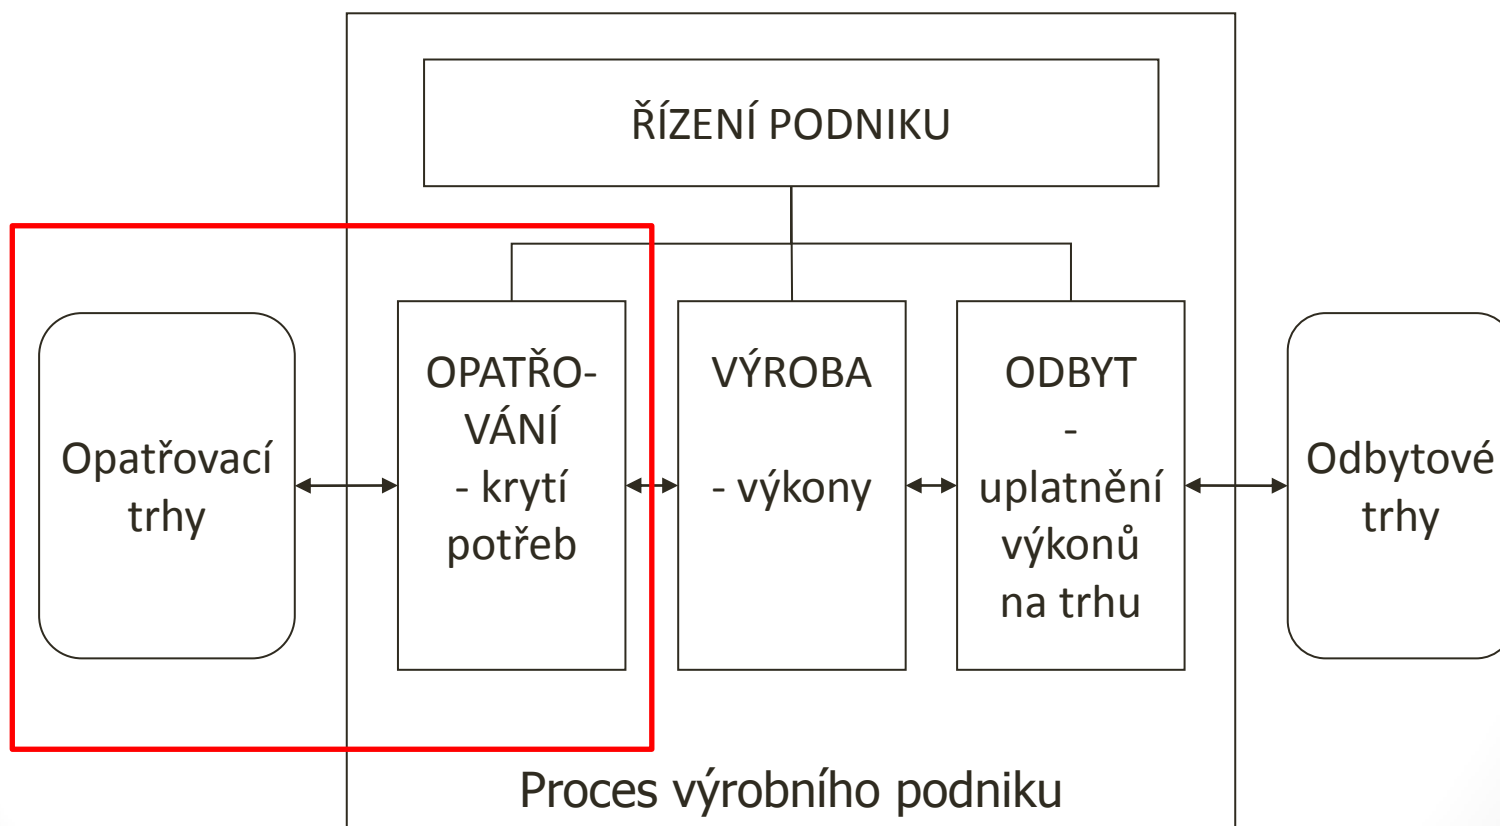 ŘÍZENÍ PODNIKU
Opatřovací
trhy
OPATŘO-
VÁNÍ
- krytí
potřeb
VÝROBA
- výkony
ODBYT
-
uplatnění
výkonů
na trhu
Odbytové
trhy
Proces výrobního podniku